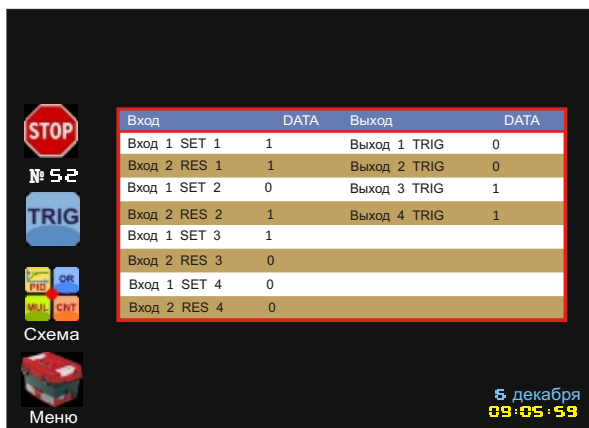 STOP
№ 52
TRIG
PID OR
MUL CNT
Схема
Меню
Вход DATA Выход DATA
Вход 1 SET 1 1 Выход 1 TRIG 0
Вход 2 RES 1 1 Выход 2 TRIG 0
Вход 1 SET 2 0 Выход 3 TRIG 1
Вход 2 RES 2 1 Выход 4 TRIG 1
Вход 1 SET 3 1
Вход 2 RES 3 0
Вход 1 SET 4 0
Вход 2 RES 4 0
6 декабря
09:05:59